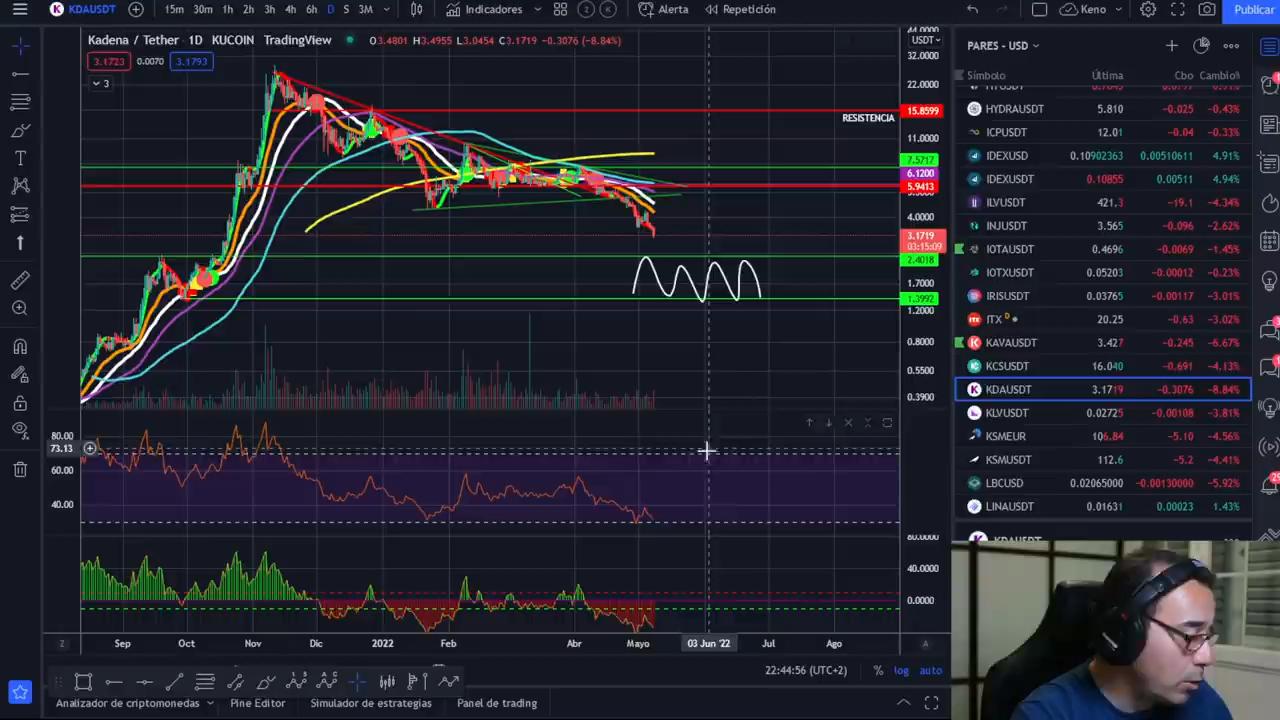 KDAUSDT
15m 30m 1h 2h 3h 4h 6h D S 3M
Indicadores
Alerta
Repetición
Keno
Publicar
Kadena / Tether 1D KUCOIN TradingView
O3.4801 H3.4955 L3.0454 C3.1719 -0.3076 (-8.84%)
USDT
3.1723
0.0070
3.1793
3
32.0000
22.0000
15.8599
RESISTENCIA
11.0000
7.5717
6.1200
5.9413
4.0000
3.1719
03:15:09
2.4018
1.7000
1.3992
1.2000
0.8000
0.5500
0.3900
80.00
73.13
60.00
40.00
80.0000
40.0000
0.0000
Z
Sep
Oct
Nov
Dic
2022
Feb
Abr
Mayo
03 Jun '22
Jul
Ago
A
22:44:56 (UTC+2)
%
log
auto
Analizador de criptomonedas
Pine Editor
Simulador de estrategias
Panel de trading
PARES - USD
Símbolo Última Cbo Cambio%
HYDRAUSDT 5.810 -0.025 -0.43%
ICPUSDT 12.01 -0.04 -0.33%
IDEXUSD 0.10902363 0.00510611 4.91%
IDEXUSD 0.10855 0.00511 4.94%
ILVUSDT 421.3 -19.1 -4.34%
INJUSDT 3.565 -0.096 -2.62%
IOTAUSDT 0.4696 -0.0069 -1.45%
IOTXUSDT 0.05203 -0.00012 -0.23%
IRISUSDT 0.03765 -0.00117 -3.01%
ITX D 20.25 -0.63 -3.02%
KAVAUSDT 3.427 -0.245 -6.67%
KCSUSDT 16.040 -0.691 -4.13%
KDAUSDT 3.1719 -0.3076 -8.84%
KLVUSDT 0.02725 -0.00108 -3.81%
KSMEUR 106.84 -5.10 -4.56%
KSMUSDT 112.6 -5.2 -4.41%
LBCUSD 0.02065000 -0.00130000 -5.92%
LINAUSDT 0.01631 0.00023 1.43%